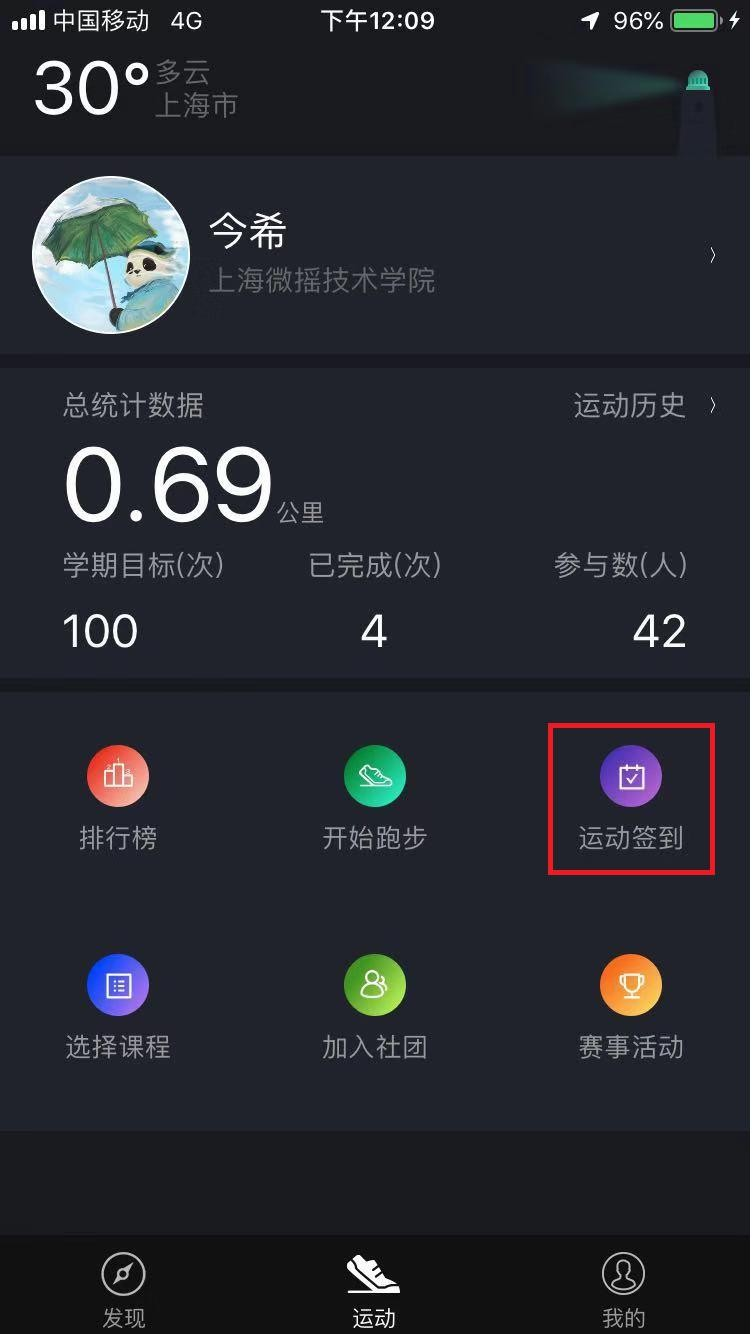 中国移动 4G 下午12:09 96%
30° 多云
上海市
今希
上海微摇技术学院
总统计数据 运动历史
0.69公里
学期目标(次) 已完成(次) 参与数(人)
100 4 42
排行榜 开始跑步 运动签到
选择课程 加入社团 赛事活动
发现 运动 我的